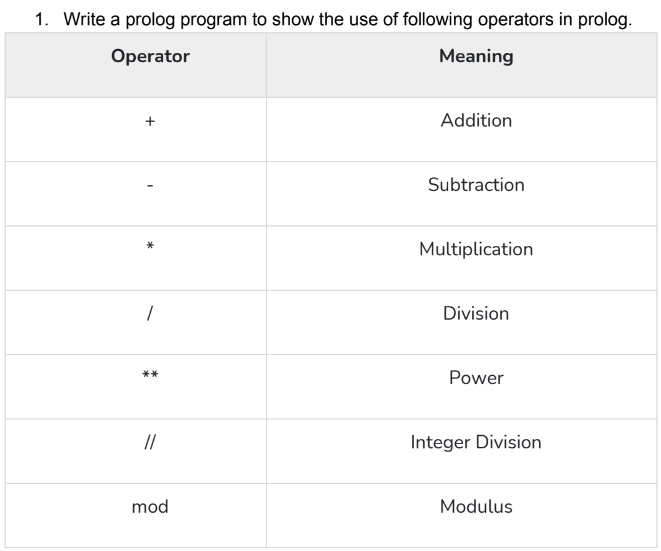 1. Write a prolog program to show the use of following operators in prolog.
Operator Meaning
+ Addition
- Subtraction
* Multiplication
/ Division
** Power
// Integer Division
mod Modulus